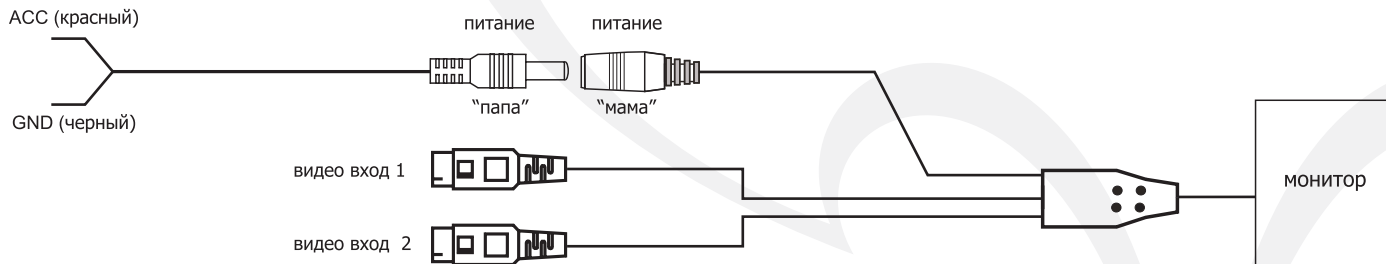 ACC (красный)
питание
питание
"папа"
"мама"
GND (черный)
видео вход 1
монитор
видео вход 2